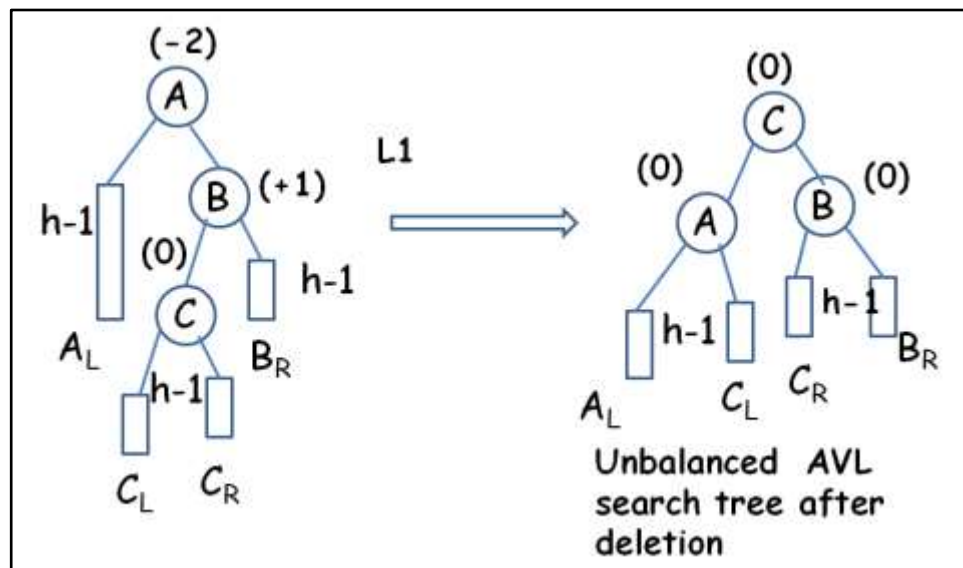 (-2)
A
h-1
B
(+1)
(0)
C
h-1
A_L
B_R
h-1
C_L
C_R
L1
(0)
C
(0)
A
B
(0)
h-1
h-1
A_L
C_L
C_R
B_R
Unbalanced AVL
search tree after
deletion